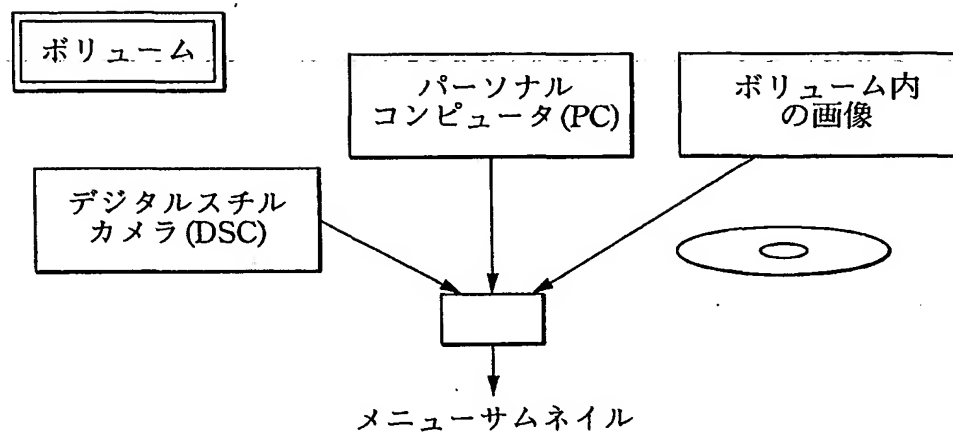 ボリューム
パーソナル
コンピュータ(PC)
ボリューム内
の画像
デジタルスチル
カメラ(DSC)
メニューサムネイル